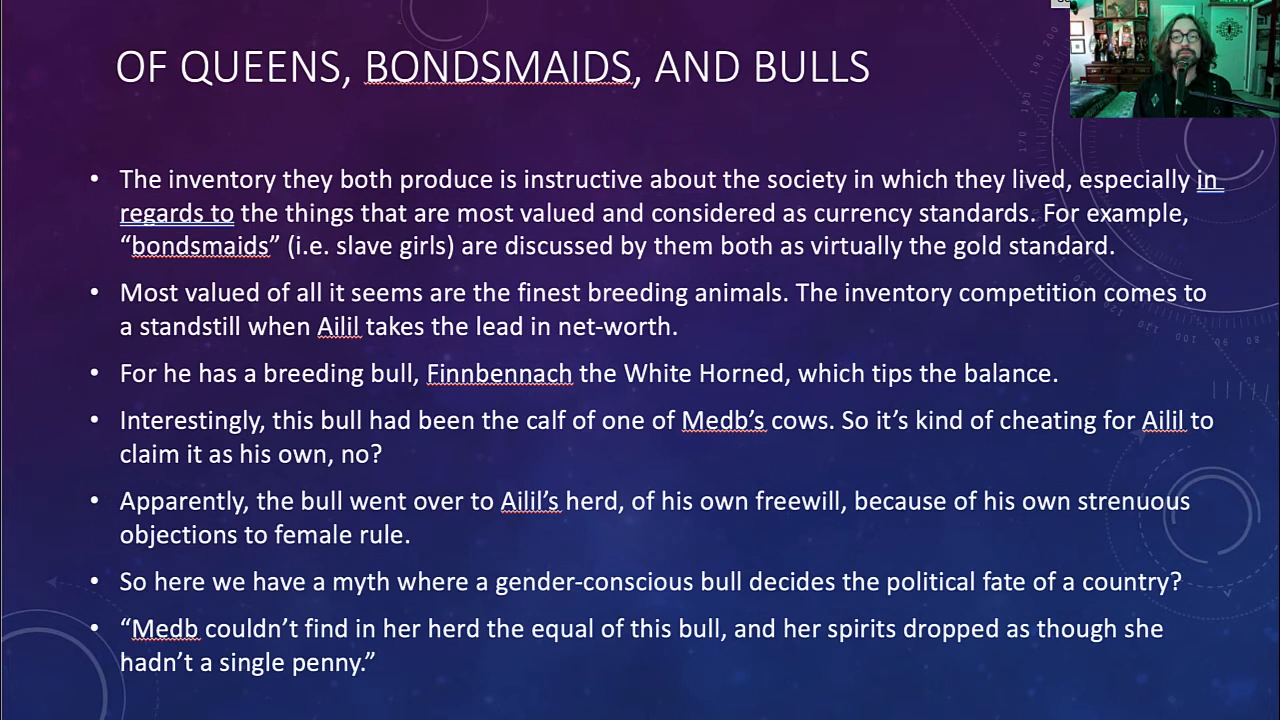 OF QUEENS, BONDSMAIDS, AND BULLS
• The inventory they both produce is instructive about the society in which they lived, especially in
regards to the things that are most valued and considered as currency standards. For example,
“bondsmaids” (i.e. slave girls) are discussed by them both as virtually the gold standard.
• Most valued of all it seems are the finest breeding animals. The inventory competition comes to
a standstill when Ailil takes the lead in net-worth.
• For he has a breeding bull, Finnbennach the White Horned, which tips the balance.
• Interestingly, this bull had been the calf of one of Medb’s cows. So it’s kind of cheating for Ailil to
claim it as his own, no?
• Apparently, the bull went over to Ailil’s herd, of his own freewill, because of his own strenuous
objections to female rule.
• So here we have a myth where a gender-conscious bull decides the political fate of a country?
• “Medb couldn’t find in her herd the equal of this bull, and her spirits dropped as though she
hadn’t a single penny.”
200
190
180
170